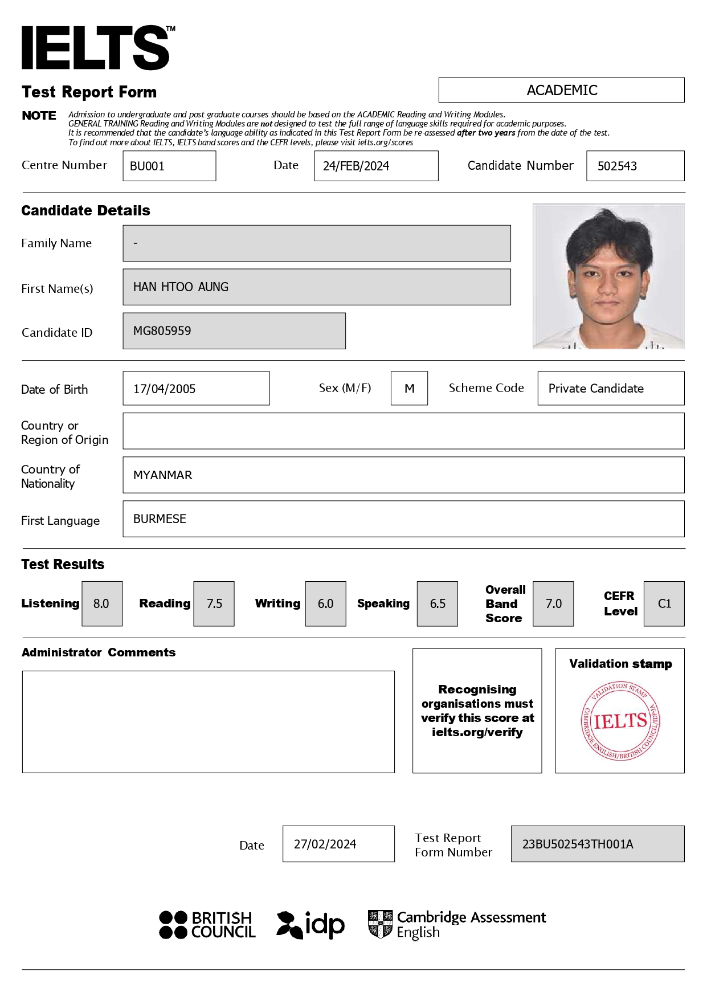 IELTS™
Test Report Form
ACADEMIC
NOTE Admission to undergraduate and post graduate courses should be based on the ACADEMIC Reading and Writing Modules.
GENERAL TRAINING Reading and Writing Modules are not designed to test the full range of language skills required for academic purposes.
It is recommended that the candidate's language ability as indicated in this Test Report Form be re-assessed after two years from the date of the test.
To find out more about IELTS, IELTS band scores and the CEFR levels, please visit ielts.org/scores
Centre Number BU001 Date 24/FEB/2024 Candidate Number 502543
Candidate Details
Family Name -
First Name(s) HAN HTOO AUNG
Candidate ID MG805959
Date of Birth 17/04/2005 Sex (M/F) M Scheme Code Private Candidate
Country or
Region of Origin
Country of
Nationality MYANMAR
First Language BURMESE
Test Results
Listening 8.0 Reading 7.5 Writing 6.0 Speaking 6.5 Overall Band Score 7.0 CEFR Level C1
Administrator Comments
Recognising
organisations must
verify this score at
ielts.org/verify
Validation stamp
VALIDATION STAMP
IELTS
CAMBRIDGE ENGLISH/BRITISH COUNCIL/IDP:IA
Date 27/02/2024
Test Report
Form Number 23BU502543TH001A
BRITISH
COUNCIL
idp
Cambridge Assessment
English